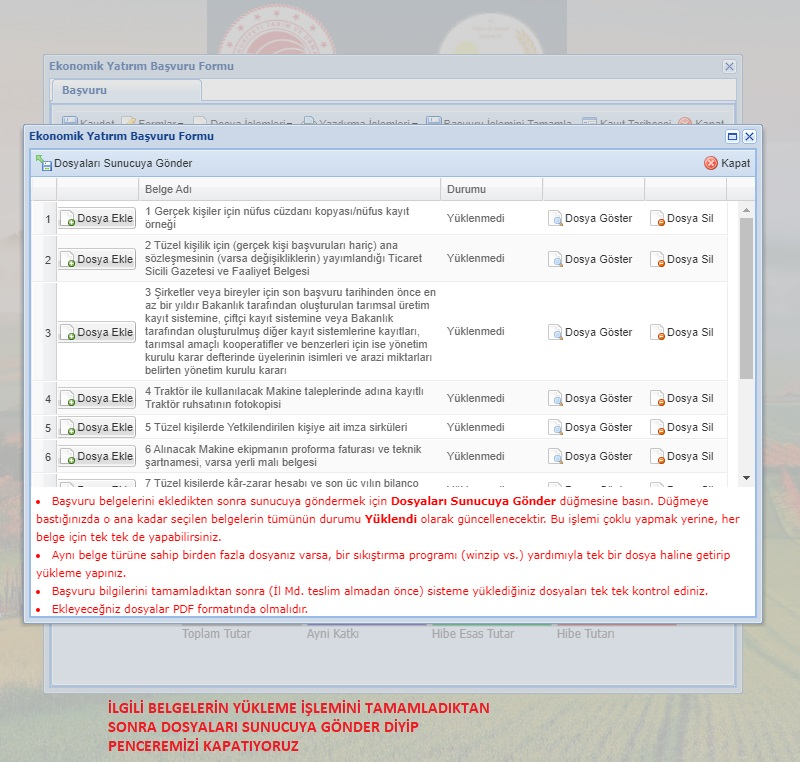 Ekonomik Yatırım Başvuru Formu
Başvuru
Kaydet Formlar Dosya İşlemleri Yazdırma İşlemleri Başvuru İşlemini Tamamla Kayıt Tarihçesi Kapat
Ekonomik Yatırım Başvuru Formu
Dosyaları Sunucuya Gönder Kapat
Belge Adı Durumu
1 Dosya Ekle 1 Gerçek kişiler için nüfus cüzdanı kopyası/nüfus kayıt
örneği Yüklenmedi Dosya Göster Dosya Sil
2 Dosya Ekle 2 Tüzel kişilik için (gerçek kişi başvuruları hariç) ana
sözleşmesinin (varsa değişikliklerin) yayımlandığı Ticaret
Sicili Gazetesi ve Faaliyet Belgesi Yüklenmedi Dosya Göster Dosya Sil
3 Dosya Ekle 3 Şirketler veya bireyler için son başvuru tarihinden önce en
az bir yıldır Bakanlık tarafından oluşturulan tarımsal üretim
kayıt sistemine, çiftçi kayıt sistemine veya Bakanlık
tarafından oluşturulmuş diğer kayıt sistemlerine kayıtları,
tarımsal amaçlı kooperatifler ve benzerleri için ise yönetim
kurulu karar defterinde üyelerinin isimleri ve arazi miktarları
belirten yönetim kurulu kararı Yüklenmedi Dosya Göster Dosya Sil
4 Dosya Ekle 4 Traktör ile kullanılacak Makine taleplerinde adına kayıtlı
Traktör ruhsatının fotokopisi Yüklenmedi Dosya Göster Dosya Sil
5 Dosya Ekle 5 Tüzel kişilerde Yetkilendirilen kişiye ait imza sirküleri Yüklenmedi Dosya Göster Dosya Sil
6 Dosya Ekle 6 Alınacak Makine ekipmanın proforma faturası ve teknik
şartnamesi, varsa yerli malı belgesi Yüklenmedi Dosya Göster Dosya Sil
7 Tüzel kişilerde kâr-zarar hesabı ve son üç yılın bilanço
• Başvuru belgelerini ekledikten sonra sunucuya göndermek için Dosyaları Sunucuya Gönder düğmesine basın. Düğmeye
bastığınızda o ana kadar seçilen belgelerin tümünün durumu Yüklendi olarak güncellenecektir. Bu işlemi çoklu yapmak yerine, her
belge için tek tek de yapabilirsiniz.
• Aynı belge türüne sahip birden fazla dosyanız varsa, bir sıkıştırma programı (winzip vs.) yardımıyla tek bir dosya haline getirip
yükleme yapınız.
• Başvuru bilgilerini tamamladıktan sonra (İl Md. teslim almadan önce) sisteme yüklediğiniz dosyaları tek tek kontrol ediniz.
• Ekleyeceğniz dosyalar PDF formatında olmalıdır.
Toplam Tutar Ayni Katkı Hibe Esas Tutar Hibe Tutarı
İLGİLİ BELGELERİN YÜKLEME İŞLEMİNİ TAMAMLADIKTAN
SONRA DOSYALARI SUNUCUYA GÖNDER DİYİP
PENCEREMİZİ KAPATIYORUZ